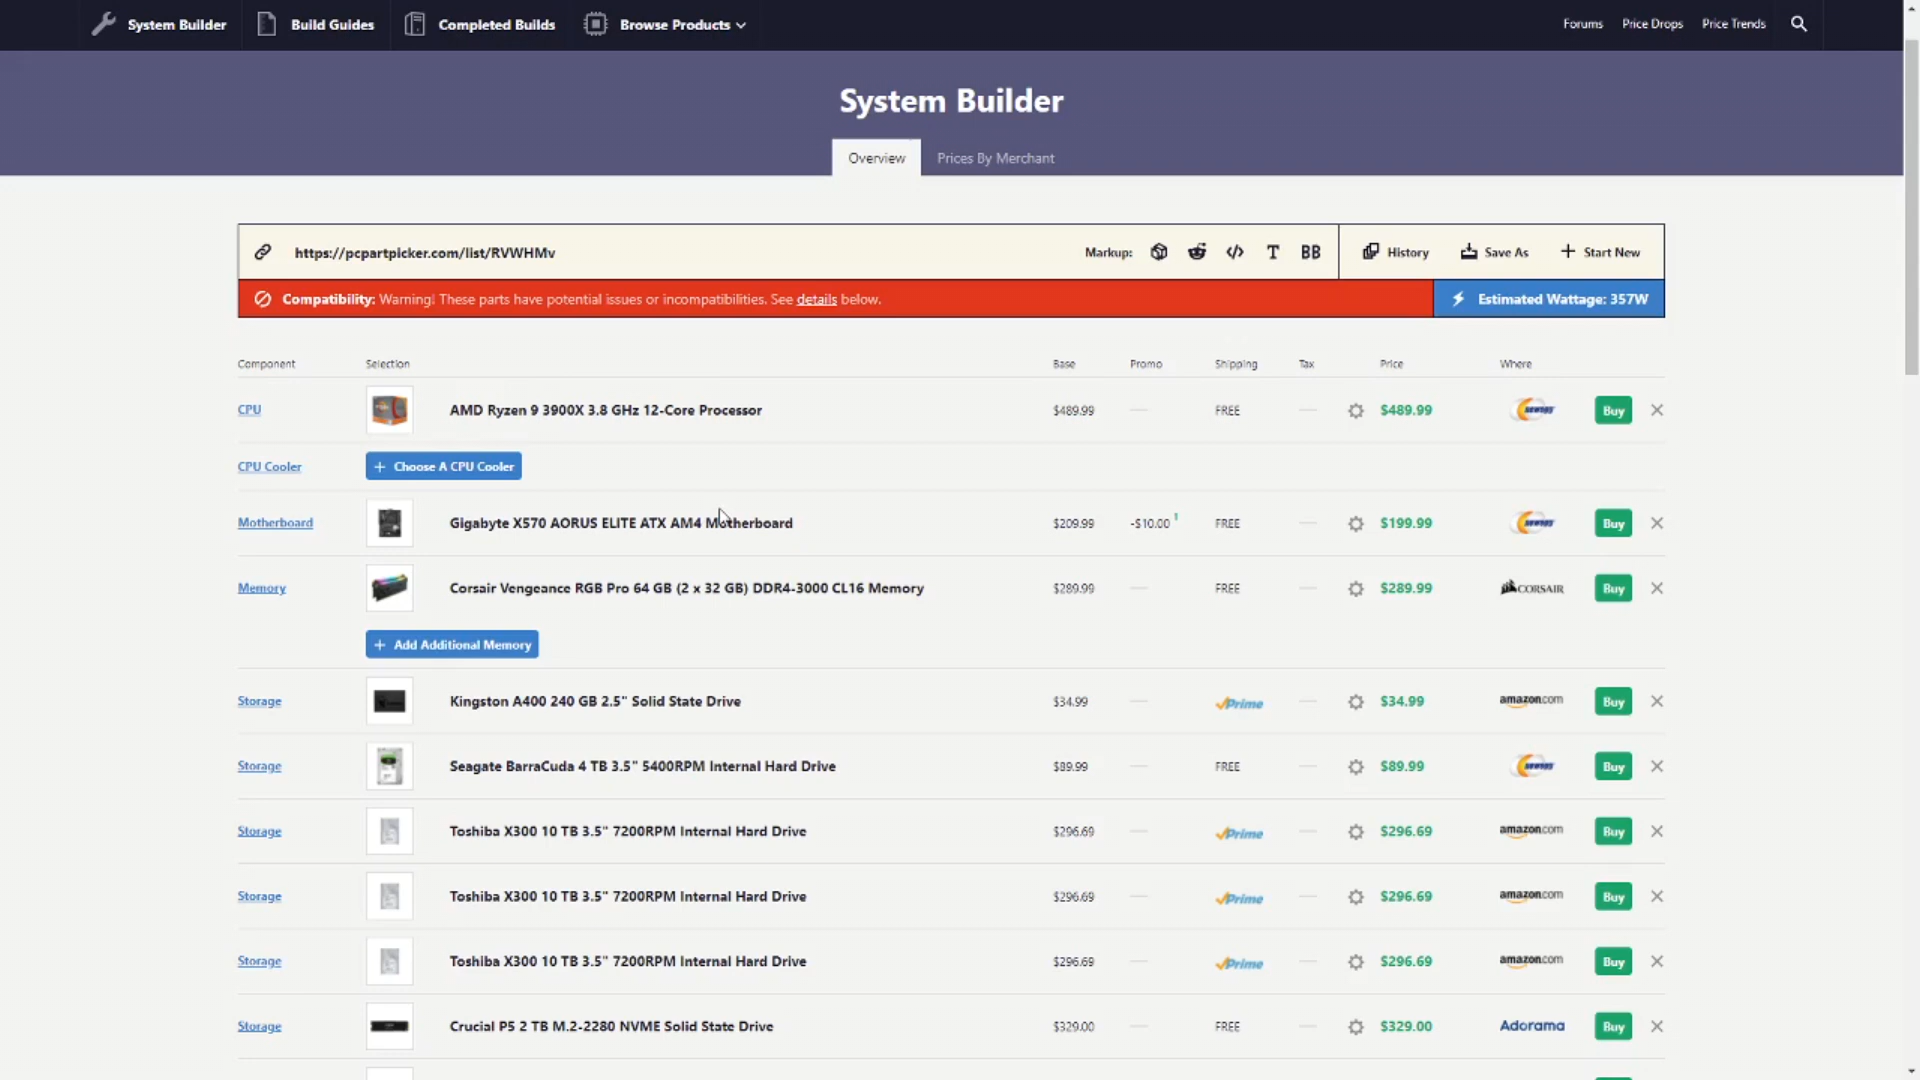 System Builder Build Guides Completed Builds Browse Products Forums Price Drops Price Trends
System Builder
Overview Prices By Merchant
https://pcpartpicker.com/list/RVWHMv Markup: T BB History Save As + Start New
Compatibility: Warning! These parts have potential issues or incompatibilities. See details below. Estimated Wattage: 357W
Component Selection Base Promo Shipping Tax Price Where
CPU AMD Ryzen 9 3900X 3.8 GHz 12-Core Processor $489.99 — FREE — $489.99 newegg Buy
CPU Cooler + Choose A CPU Cooler
Motherboard Gigabyte X570 AORUS ELITE ATX AM4 Motherboard $209.99 -$10.00 FREE — $199.99 newegg Buy
Memory Corsair Vengeance RGB Pro 64 GB (2 x 32 GB) DDR4-3000 CL16 Memory $289.99 — FREE — $289.99 CORSAIR Buy
+ Add Additional Memory
Storage Kingston A400 240 GB 2.5" Solid State Drive $34.99 — Prime — $34.99 amazon.com Buy
Storage Seagate BarraCuda 4 TB 3.5" 5400RPM Internal Hard Drive $89.99 — FREE — $89.99 newegg Buy
Storage Toshiba X300 10 TB 3.5" 7200RPM Internal Hard Drive $296.69 — Prime — $296.69 amazon.com Buy
Storage Toshiba X300 10 TB 3.5" 7200RPM Internal Hard Drive $296.69 — Prime — $296.69 amazon.com Buy
Storage Toshiba X300 10 TB 3.5" 7200RPM Internal Hard Drive $296.69 — Prime — $296.69 amazon.com Buy
Storage Crucial P5 2 TB M.2-2280 NVME Solid State Drive $329.00 — FREE — $329.00 Adorama Buy